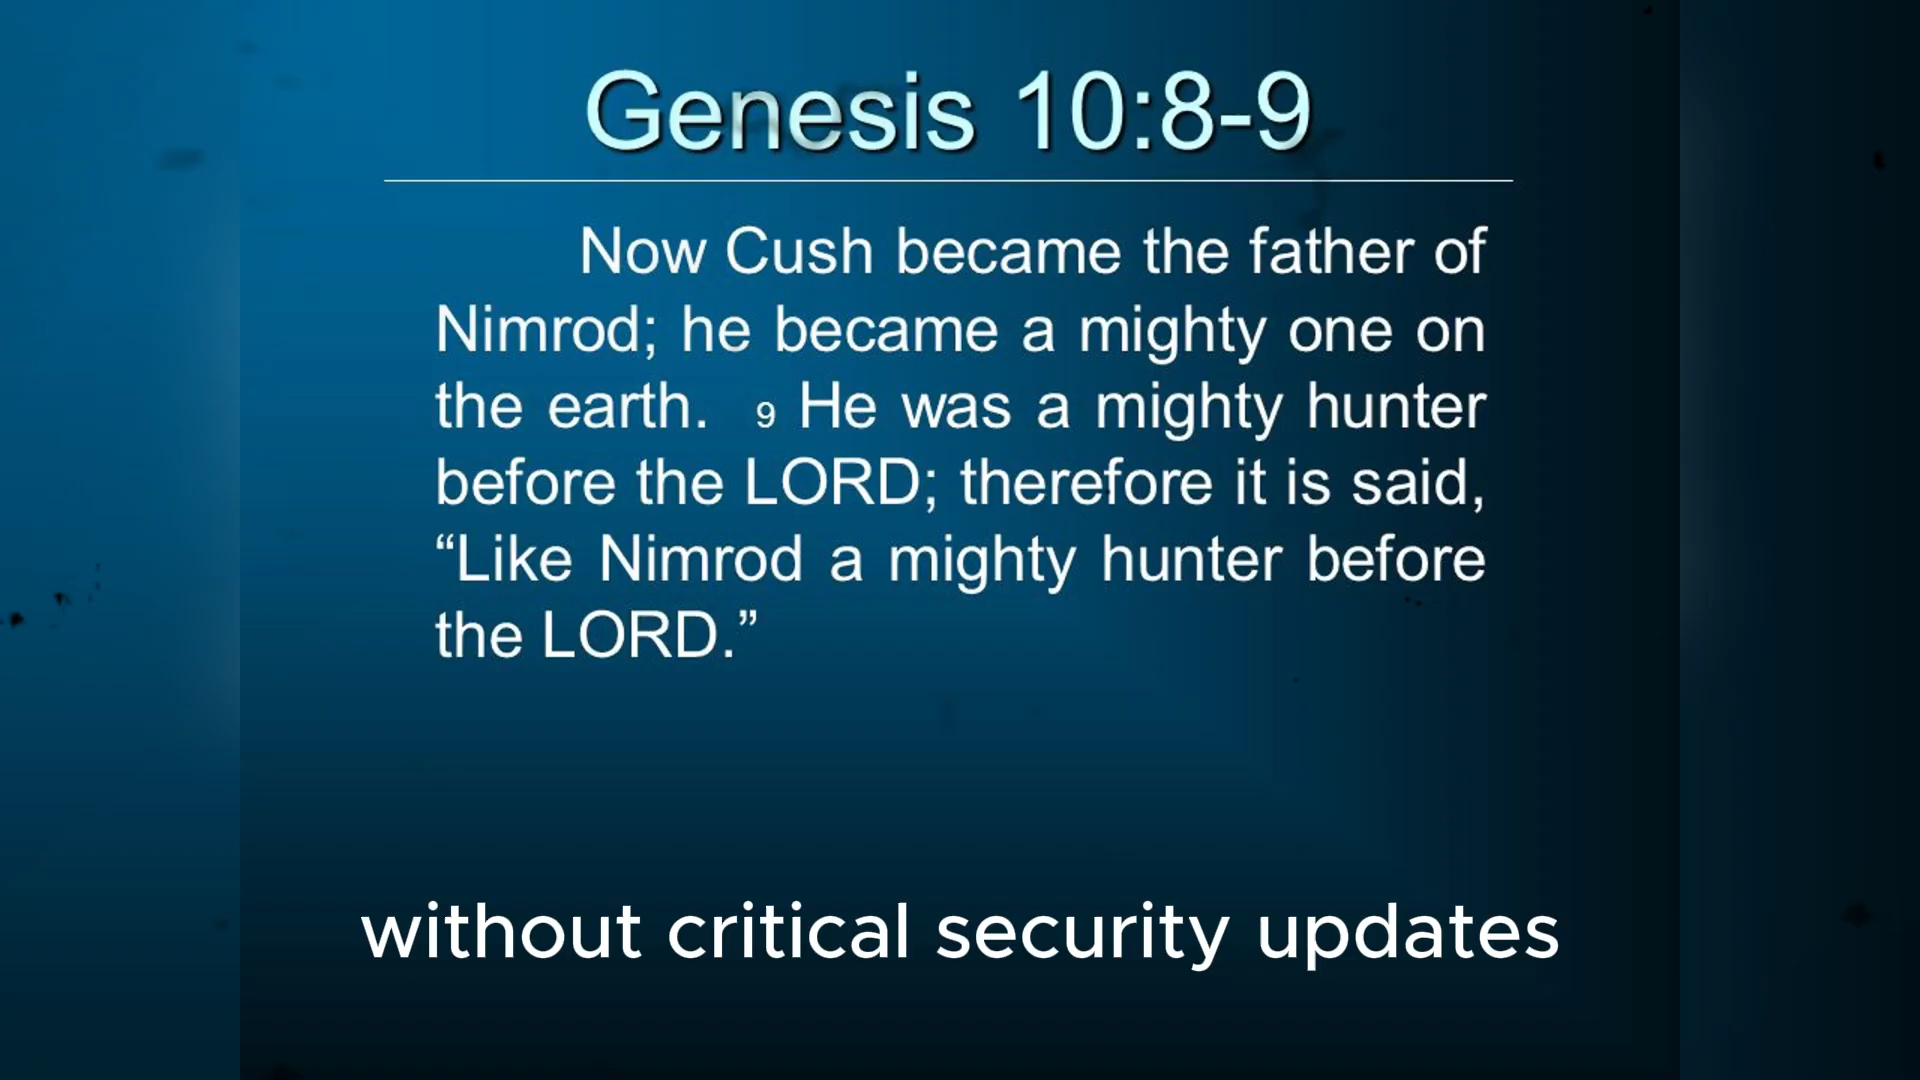 Genesis 10:8-9
Now Cush became the father of
Nimrod; he became a mighty one on
the earth. 9 He was a mighty hunter
before the LORD; therefore it is said,
“Like Nimrod a mighty hunter before
the LORD.”
without critical security updates